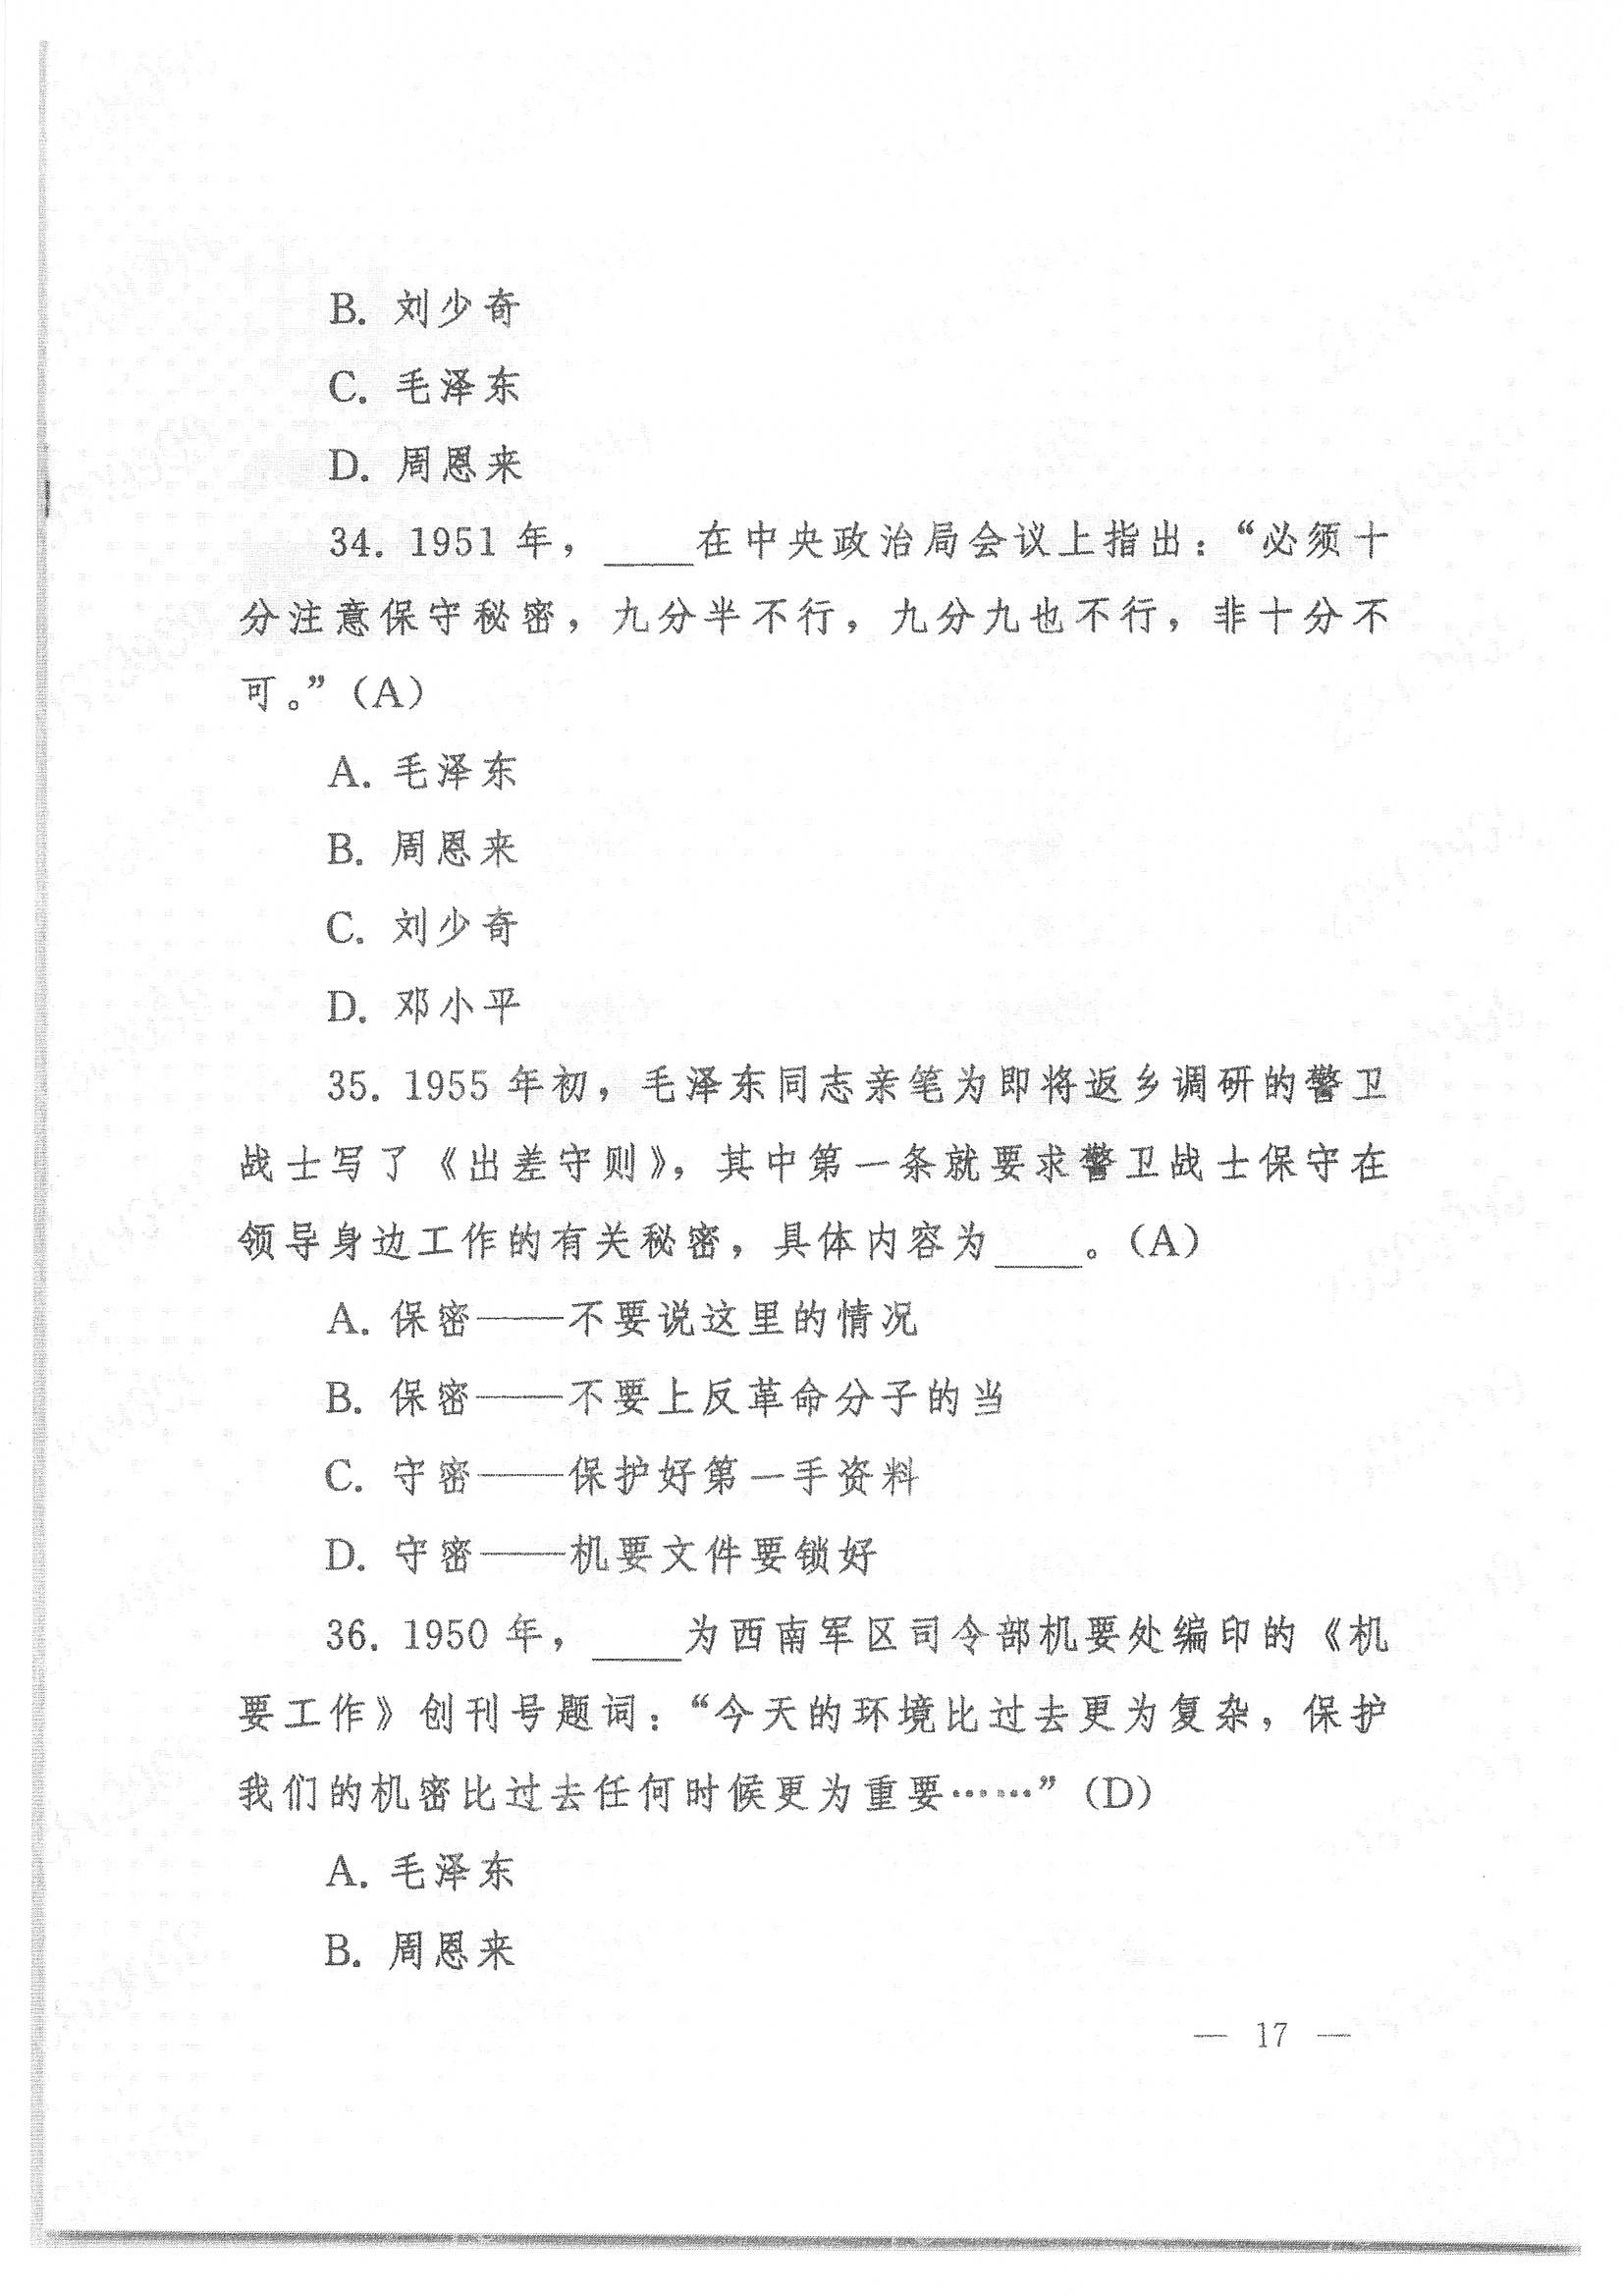 B. 刘少奇
C. 毛泽东
D. 周恩来
34. 1951 年，____在中央政治局会议上指出：“必须十
分注意保守秘密，九分半不行，九分九也不行，非十分不
可。”（A）
A. 毛泽东
B. 周恩来
C. 刘少奇
D. 邓小平
35. 1955 年初，毛泽东同志亲笔为即将返乡调研的警卫
战士写了《出差守则》，其中第一条就要求警卫战士保守在
领导身边工作的有关秘密，具体内容为____。（A）
A. 保密——不要说这里的情况
B. 保密——不要上反革命分子的当
C. 守密——保护好第一手资料
D. 守密——机要文件要锁好
36. 1950 年，____为西南军区司令部机要处编印的《机
要工作》创刊号题词：“今天的环境比过去更为复杂，保护
我们的机密比过去任何时候更为重要……”（D）
A. 毛泽东
B. 周恩来
— 17 —